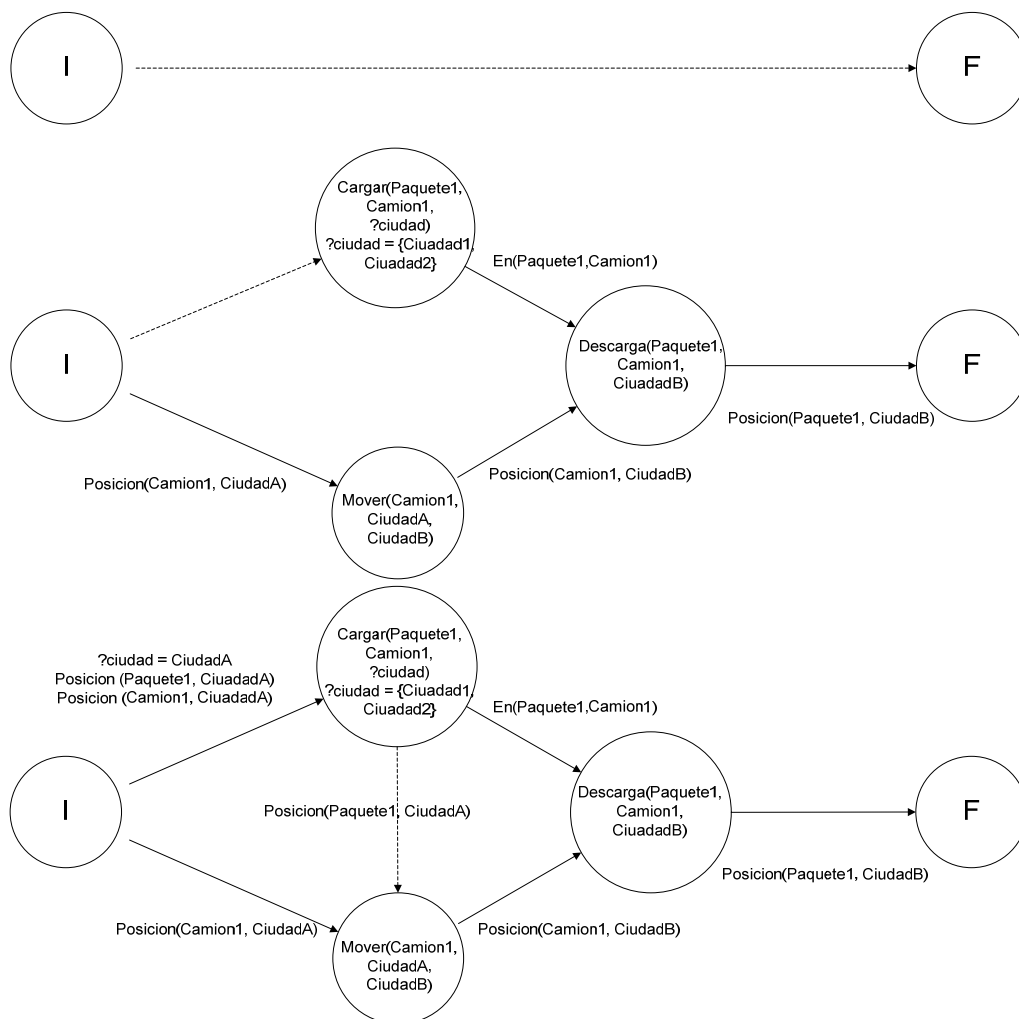 I
F
Cargar(Paquete1,
Camion1,
?ciudad)
?ciudad = {Ciuadad1,
Ciuadad2}
En(Paquete1,Camion1)
I
Descarga(Paquete1,
Camion1,
CiuadadB)
F
Posicion(Paquete1, CiudadB)
Posicion(Camion1, CiudadA)
Posicion(Camion1, CiudadB)
Mover(Camion1,
CiudadA,
CiudadB)
?ciudad = CiudadA
Posicion (Paquete1, CiuadadA)
Posicion (Camion1, CiuadadA)
Cargar(Paquete1,
Camion1,
?ciudad)
?ciudad = {Ciuadad1,
Ciuadad2}
En(Paquete1,Camion1)
I
Posicion(Paquete1, CiudadA)
Descarga(Paquete1,
Camion1,
CiuadadB)
F
Posicion(Paquete1, CiudadB)
Posicion(Camion1, CiudadA)
Posicion(Camion1, CiudadB)
Mover(Camion1,
CiudadA,
CiudadB)